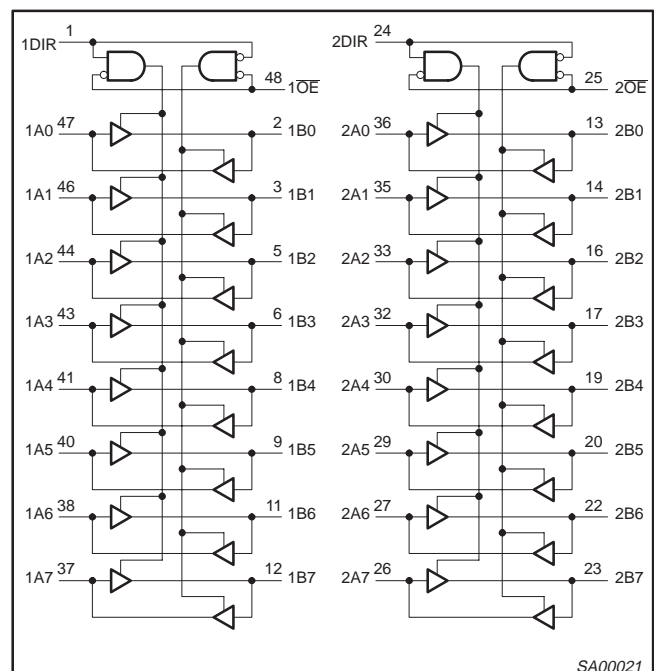 1DIR 1 2DIR 24
48 1OE 25 2OE
1A0 47 2 1B0 2A0 36 13 2B0
1A1 46 3 1B1 2A1 35 14 2B1
1A2 44 5 1B2 2A2 33 16 2B2
1A3 43 6 1B3 2A3 32 17 2B3
1A4 41 8 1B4 2A4 30 19 2B4
1A5 40 9 1B5 2A5 29 20 2B5
1A6 38 11 1B6 2A6 27 22 2B6
1A7 37 12 1B7 2A7 26 23 2B7
SA00021